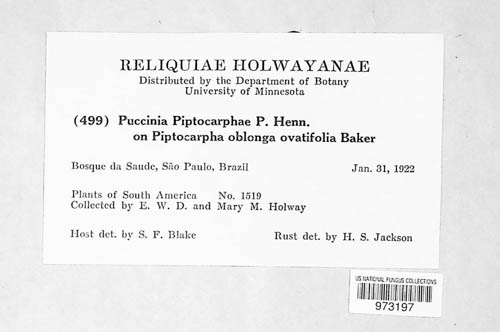 RELIQUIAE HOLWAYANAE
Distributed by the Department of Botany
University of Minnesota
(499) Puccinia Piptocarphae P. Henn.
on Piptocarpha oblonga ovatifolia Baker
Bosque da Saude, São Paulo, Brazil Jan. 31, 1922
Plants of South America No. 1519
Collected by E. W. D. and Mary M. Holway
Host det. by S. F. Blake Rust det. by H. S. Jackson
US NATIONAL FUNGUS COLLECTIONS
973197